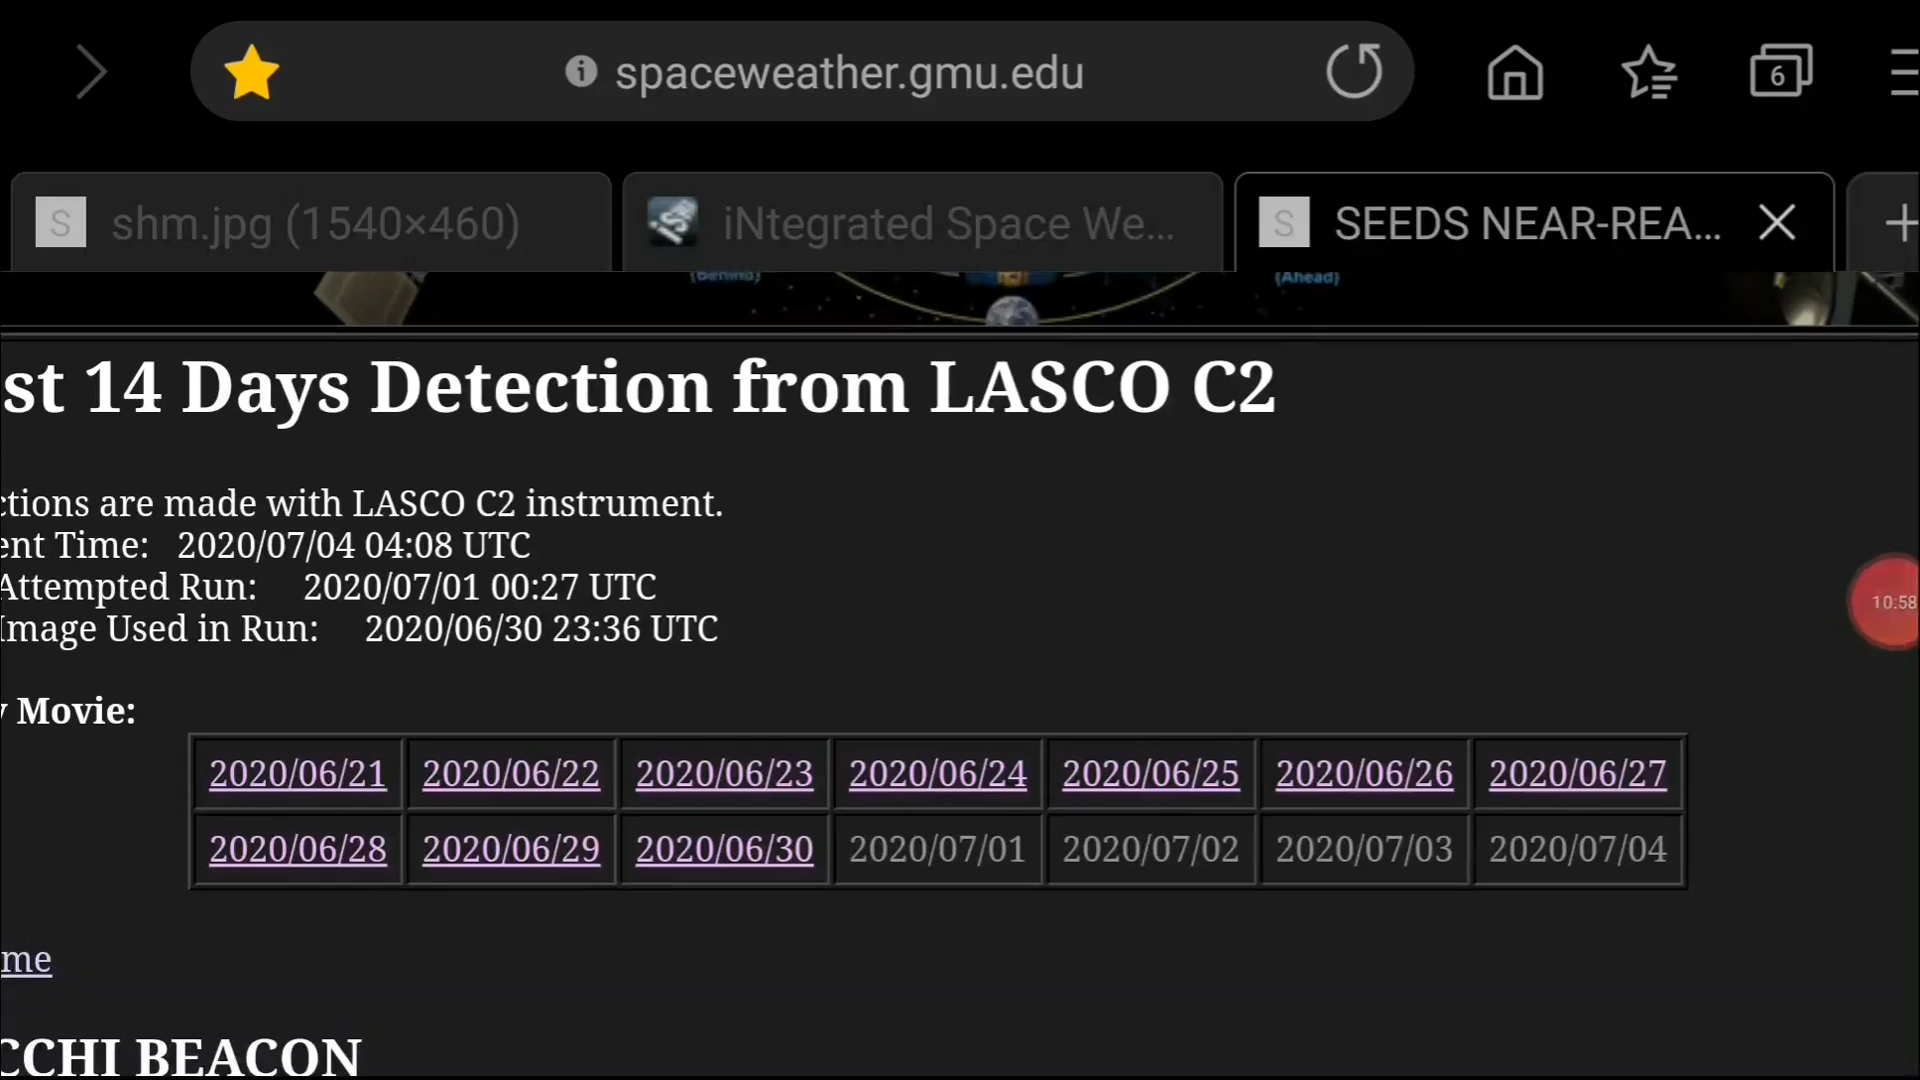 spaceweather.gmu.edu
6
S shm.jpg (1540×460)
iNtegrated Space We...
S SEEDS NEAR-REA...
(Behind)
(Ahead)
st 14 Days Detection from LASCO C2
ctions are made with LASCO C2 instrument.
ent Time: 2020/07/04 04:08 UTC
Attempted Run: 2020/07/01 00:27 UTC
Image Used in Run: 2020/06/30 23:36 UTC
10:58
y Movie:
2020/06/21 2020/06/22 2020/06/23 2020/06/24 2020/06/25 2020/06/26 2020/06/27
2020/06/28 2020/06/29 2020/06/30 2020/07/01 2020/07/02 2020/07/03 2020/07/04
me
CCHI BEACON